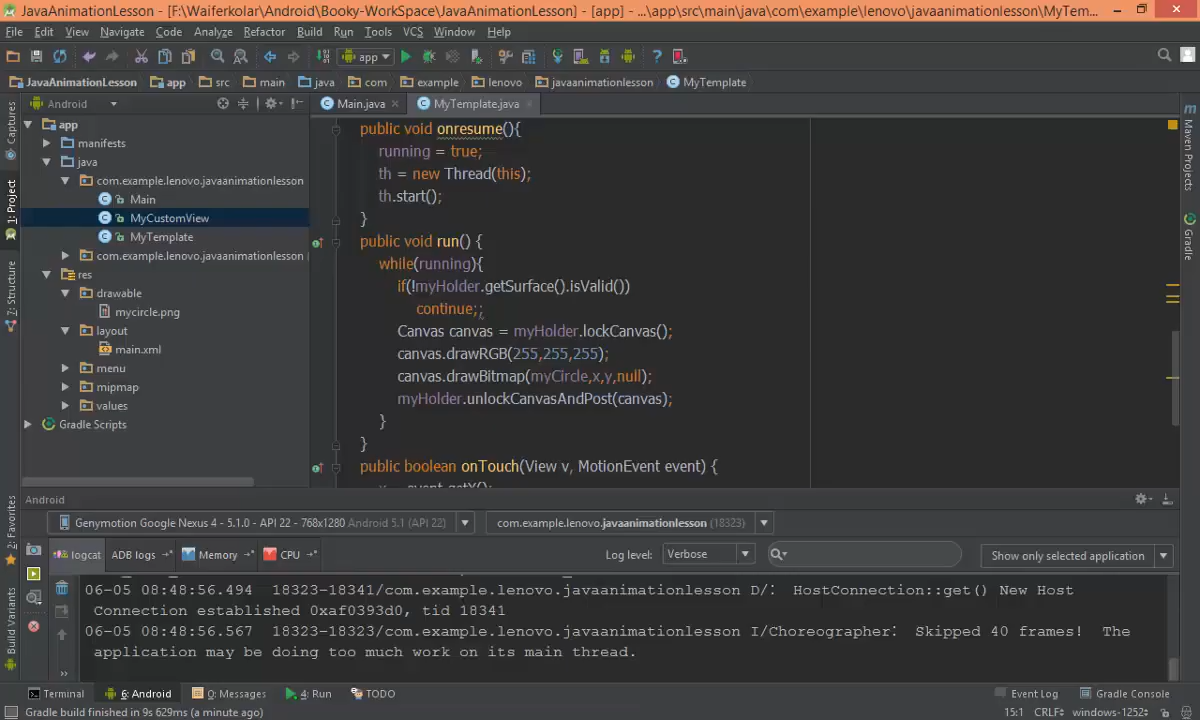 JavaAnimationLesson - [F:\Waiferkolar\Android\Booky-WorkSpace\JavaAnimationLesson] - [app] - ...\app\src\main\java\com\example\lenovo\javaanimationlesson\MyTem...
File Edit View Navigate Code Analyze Refactor Build Run Tools VCS Window Help
app
JavaAnimationLesson app src main java com example lenovo javaanimationlesson MyTemplate
Android Main.java MyTemplate.java
Captures
1: Project
7: Structure
2: Favorites
Build Variants
Maven Projects
Gradle
app
manifests
java
com.example.lenovo.javaanimationlesson
Main
MyCustomView
MyTemplate
com.example.lenovo.javaanimationlesson
res
drawable
mycircle.png
layout
main.xml
menu
mipmap
values
Gradle Scripts
public void onresume(){
running = true;
th = new Thread(this);
th.start();
}
public void run() {
while(running){
if(!myHolder.getSurface().isValid())
continue;;
Canvas canvas = myHolder.lockCanvas();
canvas.drawRGB(255,255,255);
canvas.drawBitmap(myCircle,x,y,null);
myHolder.unlockCanvasAndPost(canvas);
}
}
public boolean onTouch(View v, MotionEvent event) {
Android
Genymotion Google Nexus 4 - 5.1.0 - API 22 - 768x1280 Android 5.1 (API 22) com.example.lenovo.javaanimationlesson (18323)
logcat ADB logs Memory CPU Log level: Verbose Show only selected application
06-05 08:48:56.494 18323-18341/com.example.lenovo.javaanimationlesson D/: HostConnection::get() New Host
Connection established 0xaf0393d0, tid 18341
06-05 08:48:56.567 18323-18323/com.example.lenovo.javaanimationlesson I/Choreographer: Skipped 40 frames! The
application may be doing too much work on its main thread.
Terminal 6: Android 0: Messages 4: Run TODO Event Log Gradle Console
Gradle build finished in 9s 629ms (a minute ago) 15:1 CRLF windows-1252